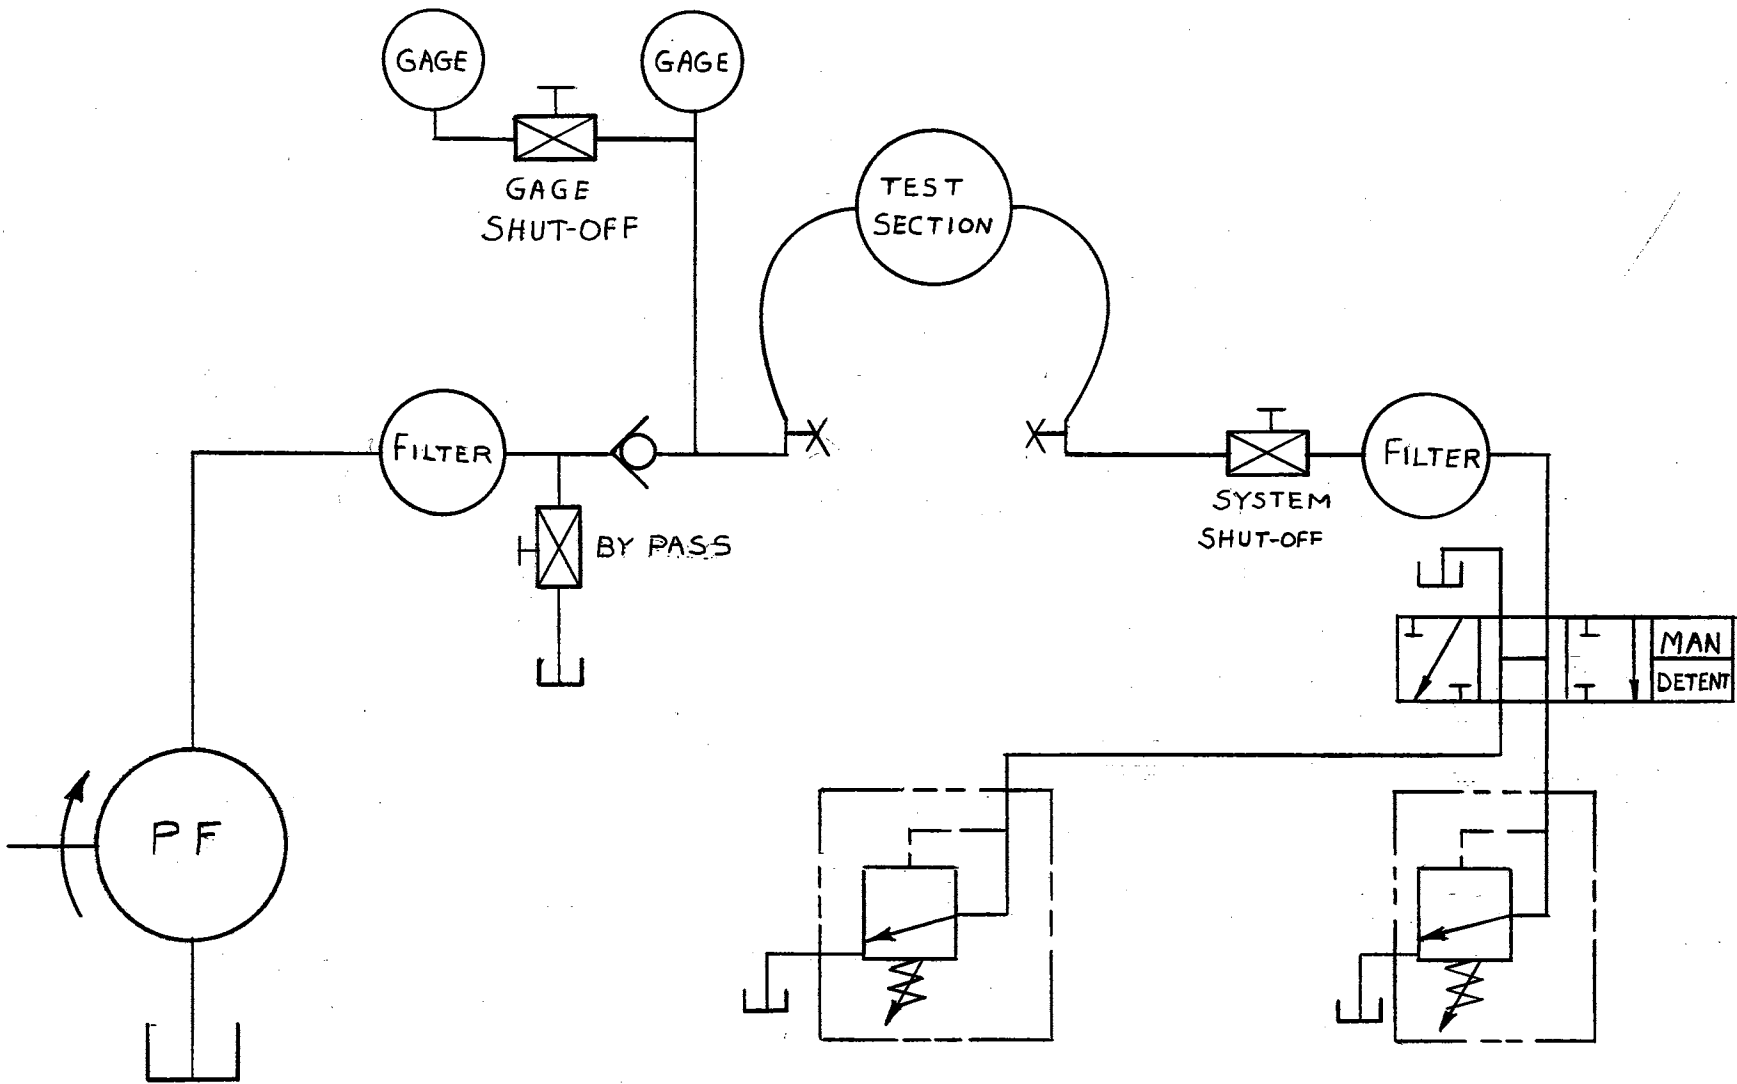 GAGE
GAGE
GAGE
SHUT-OFF
TEST
SECTION
FILTER
BY PASS
SYSTEM
SHUT-OFF
FILTER
MAN
DETENT
PF